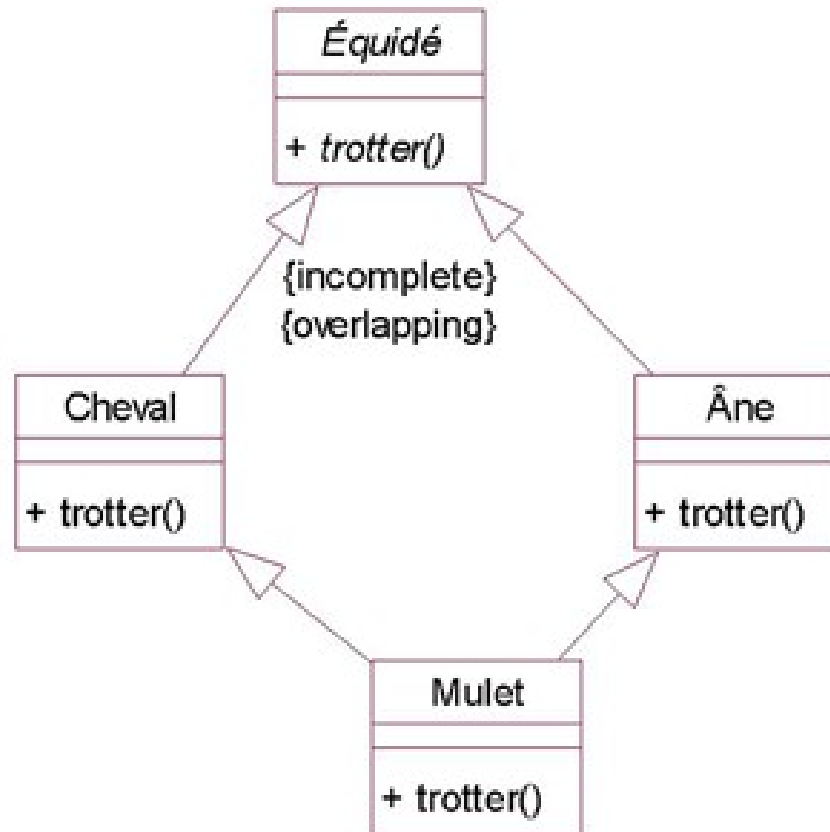 Équidé
+ trotter()
{incomplete}
{overlapping}
Cheval
+ trotter()
Âne
+ trotter()
Mulet
+ trotter()